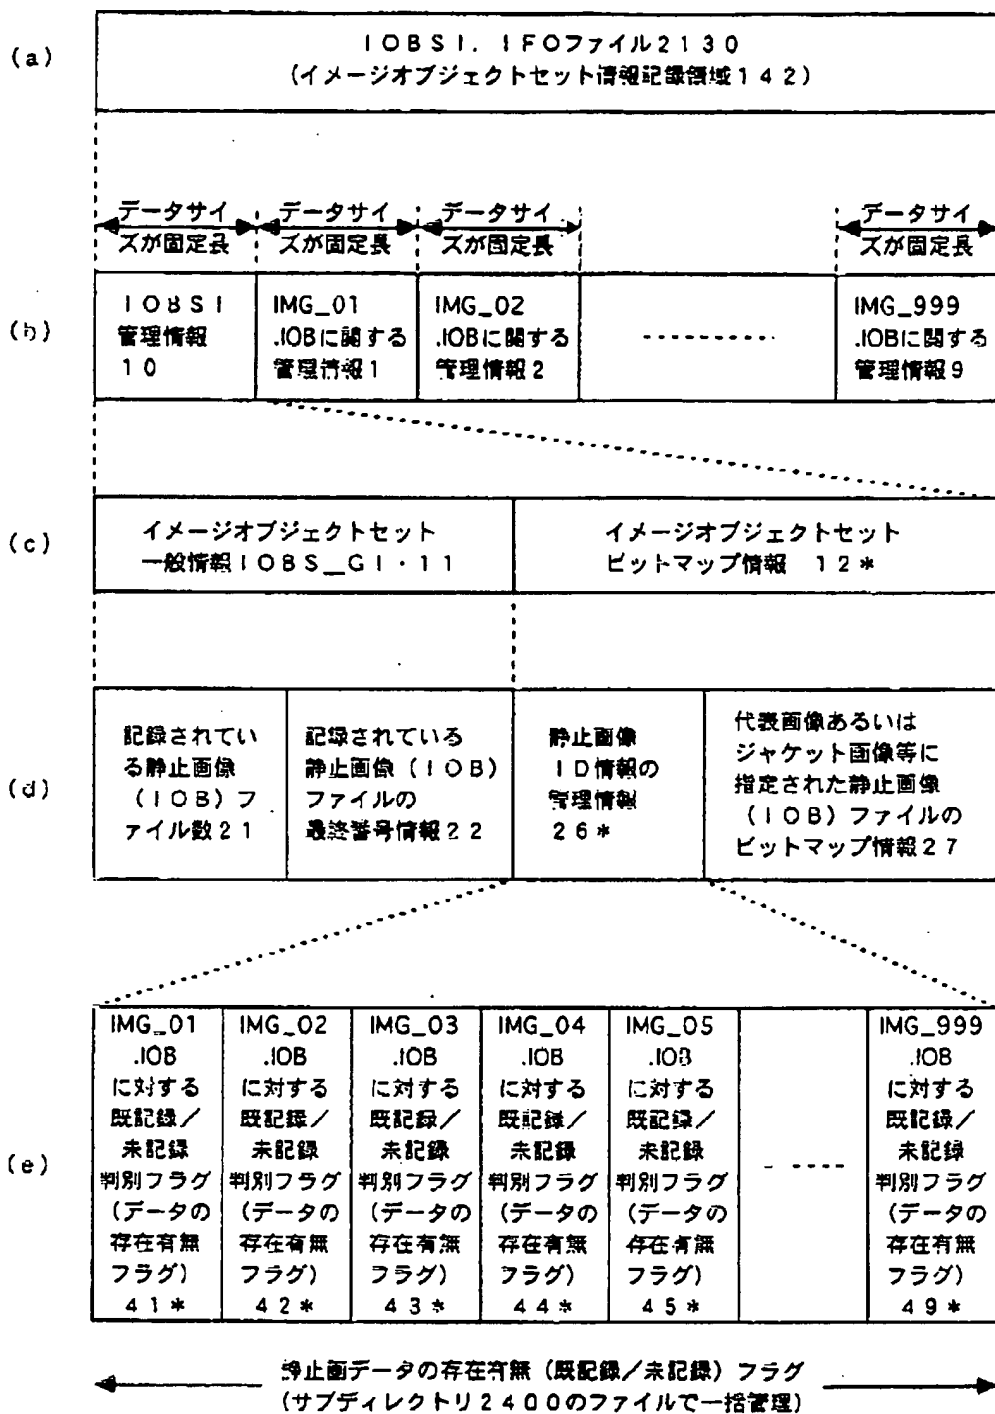 (a)
IOBSI. IFOファイル2130
(イメージオブジェクトセット情報記録領域142)
データサイ
ズが固定長
データサイ
ズが固定長
データサイ
ズが固定長
データサイ
ズが固定長
(b)
IOBSI
管理情報
10
IMG_01
.IOBに関する
管理情報1
IMG_02
.IOBに関する
管理情報2
IMG_999
.IOBに関する
管理情報9
(c)
イメージオブジェクトセット
一般情報IOBS_GI・11
イメージオブジェクトセット
ビットマップ情報 12*
(d)
記録されてい
る静止画像
(IOB)フ
ァイル数21
記録されている
静止画像(IOB)
ファイルの
最終番号情報22
静止画像
ID情報の
管理情報
26*
代表画像あるいは
ジャケット画像等に
指定された静止画像
(IOB)ファイルの
ビットマップ情報27
(e)
IMG_01
.IOB
に対する
既記録/
未記録
判別フラグ
(データの
存在有無
フラグ)
41*
IMG_02
.IOB
に対する
既記録/
未記録
判別フラグ
(データの
存在有無
フラグ)
42*
IMG_03
.IOB
に対する
既記録/
未記録
判別フラグ
(データの
存在有無
フラグ)
43*
IMG_04
.IOB
に対する
既記録/
未記録
判別フラグ
(データの
存在有無
フラグ)
44*
IMG_05
.IOB
に対する
既記録/
未記録
判別フラグ
(データの
存在有無
フラグ)
45*
IMG_999
.IOB
に対する
既記録/
未記録
判別フラグ
(データの
存在有無
フラグ)
49*
静止画データの存在有無(既記録/未記録)フラグ
(サブディレクトリ2400のファイルで一括管理)